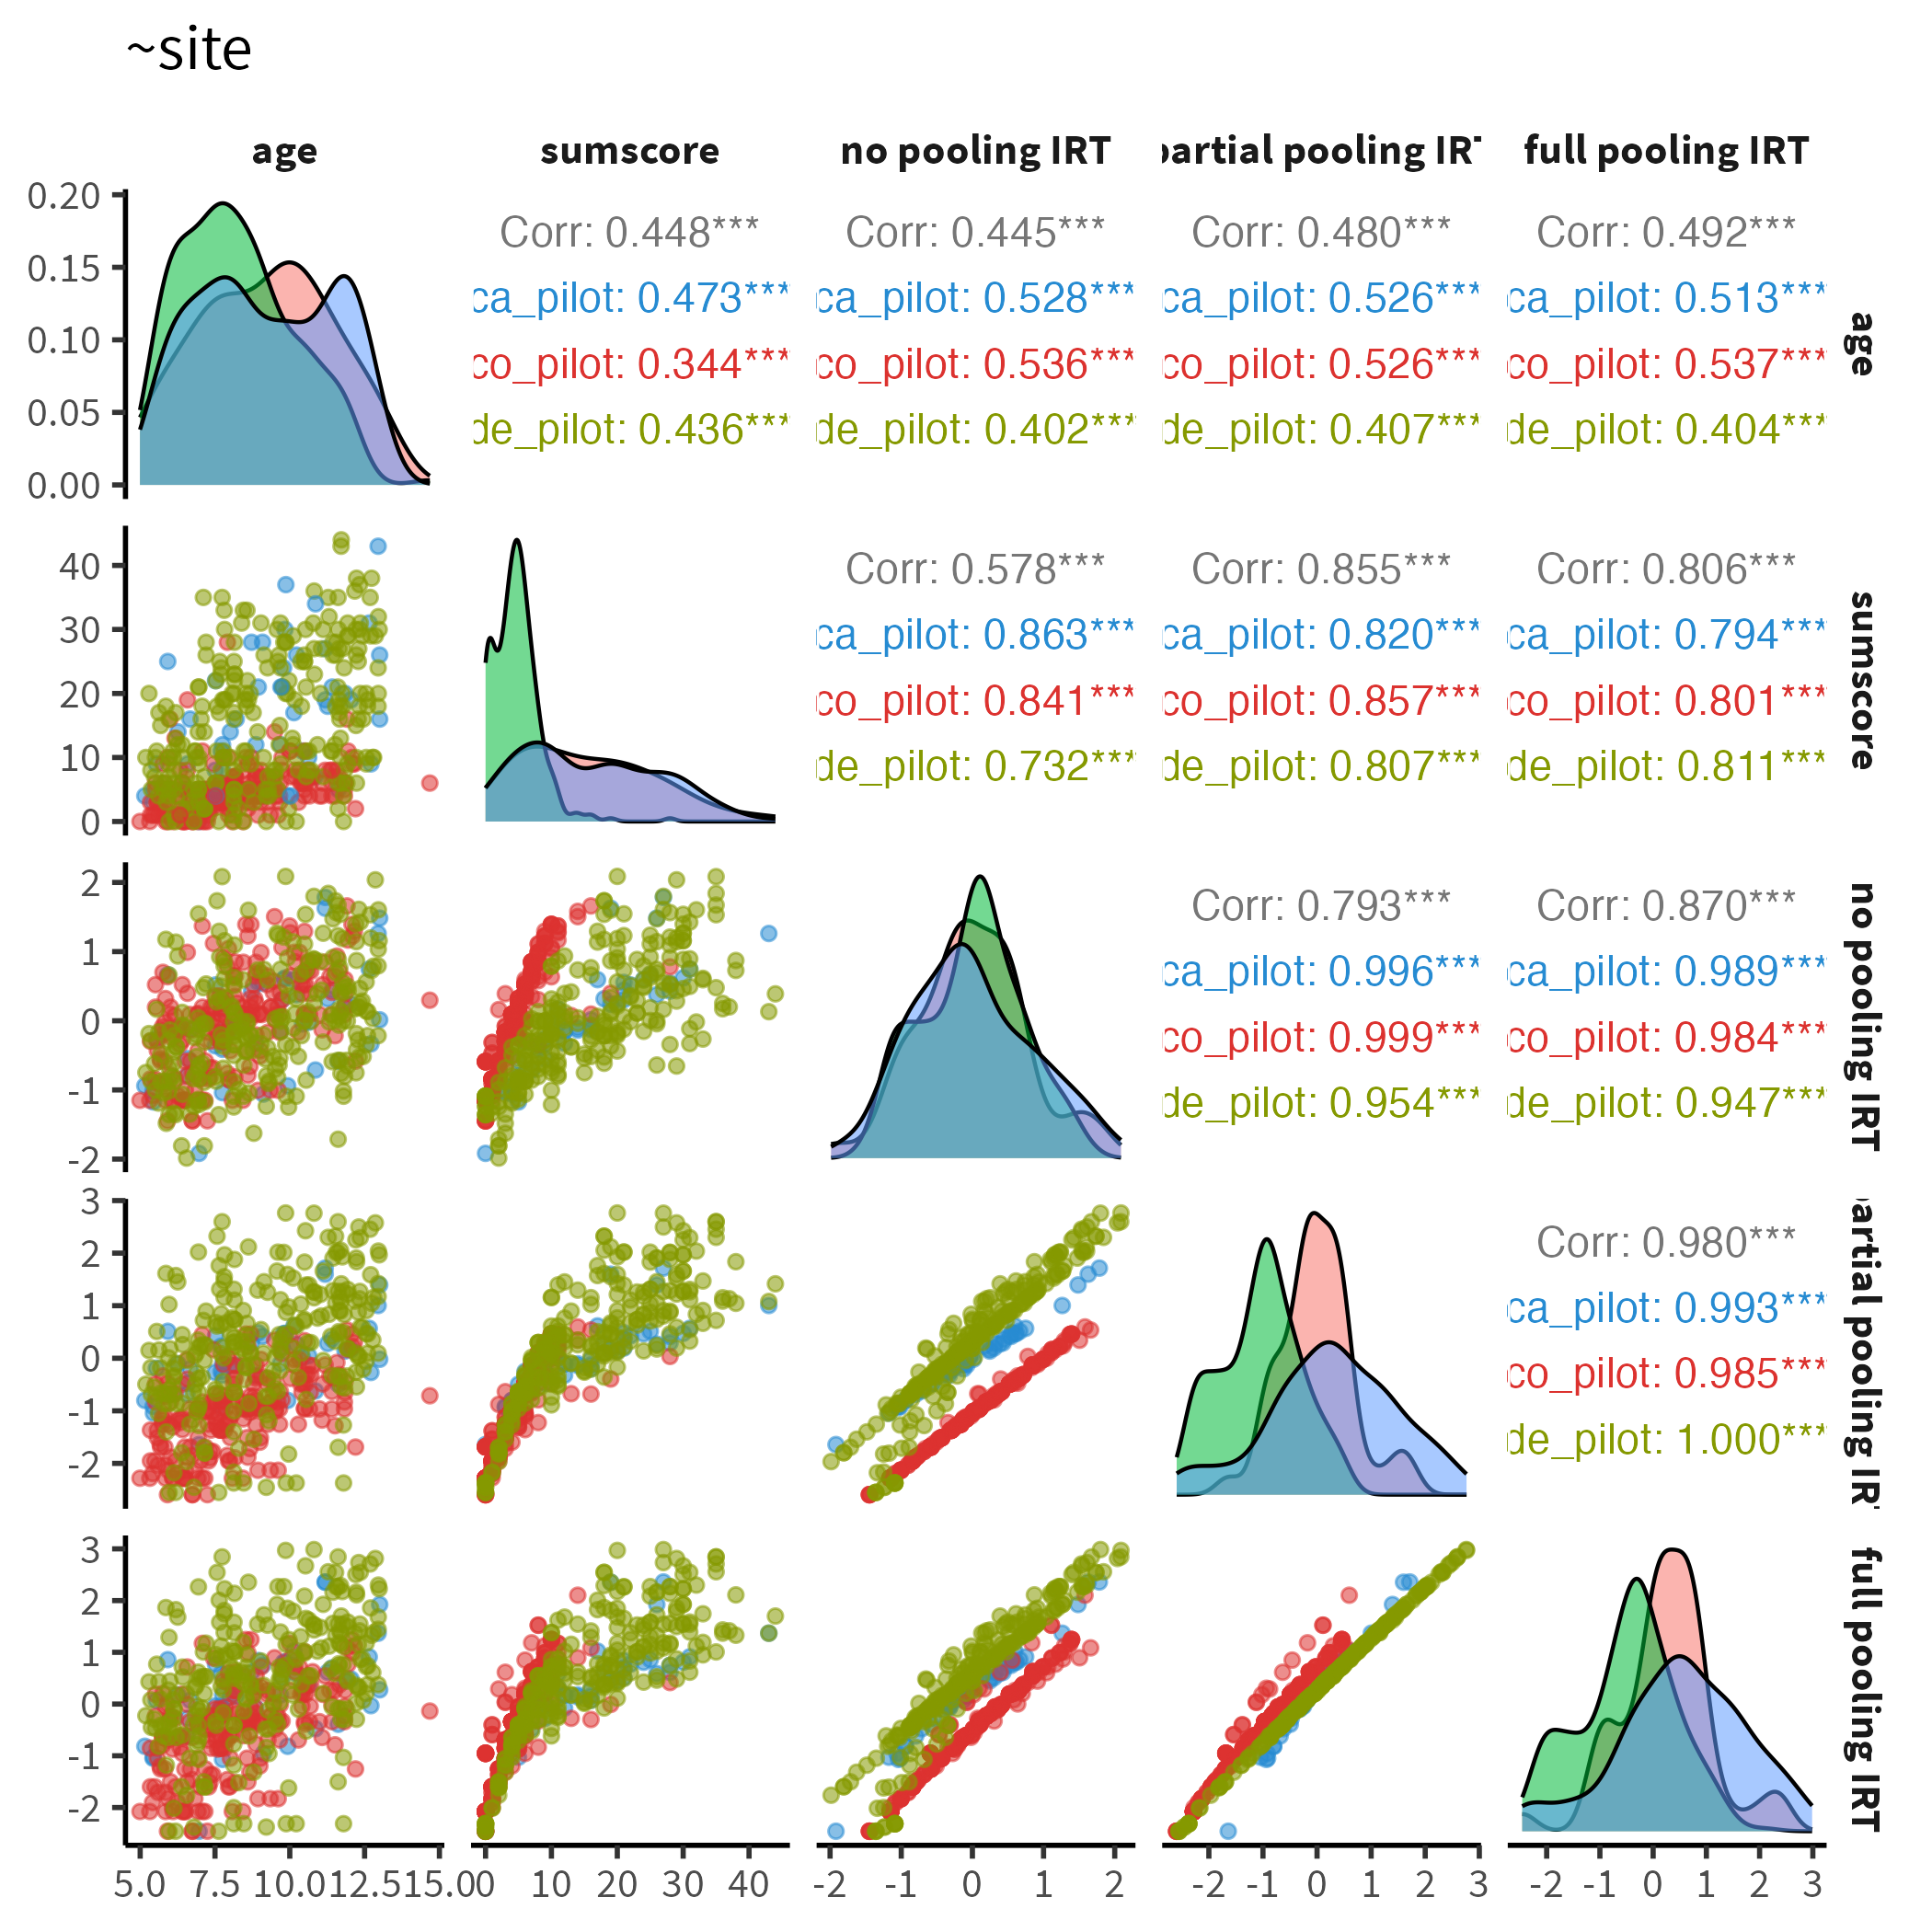 ~site
age sumscore no pooling IRT partial pooling IRT full pooling IRT
0.20
0.15
0.10
0.05
0.00
Corr: 0.448***
ca_pilot: 0.473***
co_pilot: 0.344***
de_pilot: 0.436***
Corr: 0.445***
ca_pilot: 0.528***
co_pilot: 0.536***
de_pilot: 0.402***
Corr: 0.480***
ca_pilot: 0.526***
co_pilot: 0.526***
de_pilot: 0.407***
Corr: 0.492***
ca_pilot: 0.513***
co_pilot: 0.537***
de_pilot: 0.404***
age
40
30
20
10
0
Corr: 0.578***
ca_pilot: 0.863***
co_pilot: 0.841***
de_pilot: 0.732***
Corr: 0.855***
ca_pilot: 0.820***
co_pilot: 0.857***
de_pilot: 0.807***
Corr: 0.806***
ca_pilot: 0.794***
co_pilot: 0.801***
de_pilot: 0.811***
sumscore
2
1
0
-1
-2
Corr: 0.793***
ca_pilot: 0.996***
co_pilot: 0.999***
de_pilot: 0.954***
Corr: 0.870***
ca_pilot: 0.989***
co_pilot: 0.984***
de_pilot: 0.947***
no pooling IRT
3
2
1
0
-1
-2
Corr: 0.980***
ca_pilot: 0.993***
co_pilot: 0.985***
de_pilot: 1.000***
partial pooling IRT
3
2
1
0
-1
-2
full pooling IRT
5.0 7.5 10.0 12.5 15.0
0 10 20 30 40
-2 -1 0 1 2
-2 -1 0 1 2 3
-2 -1 0 1 2 3